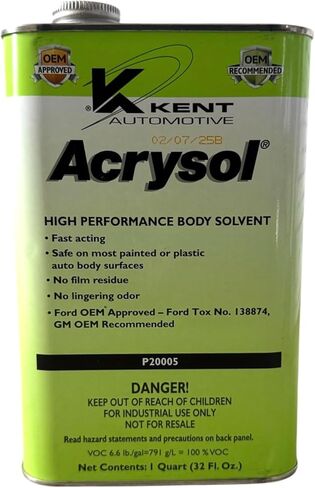 OEM
APPROVED
OEM
RECOMMENDED
KENT
AUTOMOTIVE
02/07/25B
Acrysol®
HIGH PERFORMANCE BODY SOLVENT
• Fast acting
• Safe on most painted or plastic
auto body surfaces
• No film residue
• No lingering odor
• Ford OEM* Approved – Ford Tox No. 138874,
GM OEM Recommended
P20005
DANGER!
KEEP OUT OF REACH OF CHILDREN
FOR INDUSTRIAL USE ONLY
NOT FOR RESALE
Read hazard statements and precautions on back panel.
VOC 6.6 lb./gal=791 g/L = 100 % VOC
Net Contents: 1 Quart (32 Fl. Oz.)